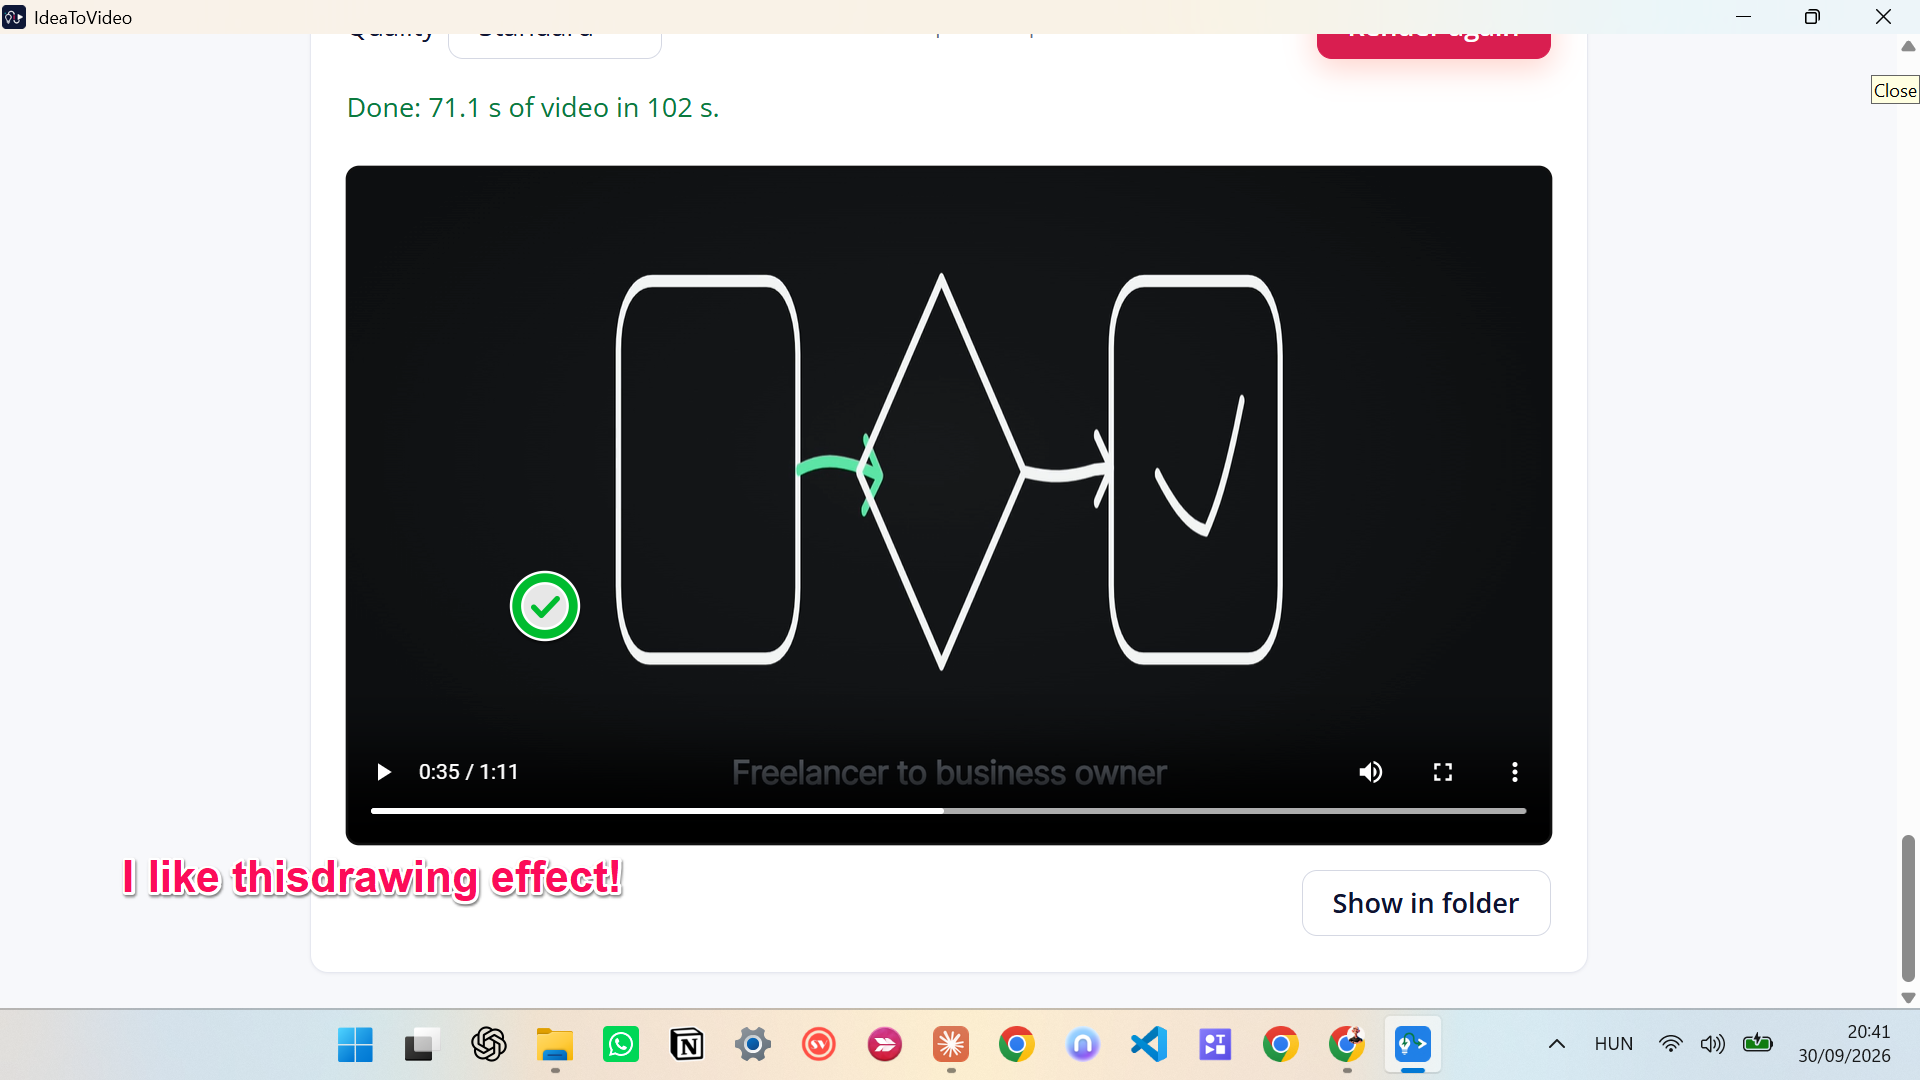 IdeaToVideo
Close
Done: 71.1 s of video in 102 s.
0:35 / 1:11
Freelancer to business owner
I like thisdrawing effect!
Show in folder
HUN
20:41
30/09/2026